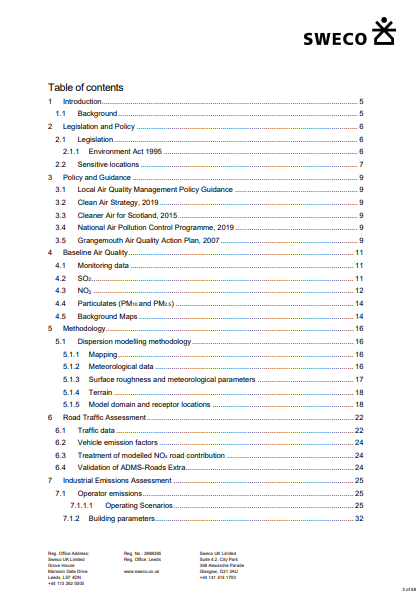 SWECO
Table of contents
1 Introduction 5
1.1 Background 5
2 Legislation and Policy 6
2.1 Legislation 6
2.1.1 Environment Act 1995 6
2.2 Sensitive locations 7
3 Policy and Guidance 9
3.1 Local Air Quality Management Policy Guidance 9
3.2 Clean Air Strategy, 2019 9
3.3 Cleaner Air for Scotland, 2015 9
3.4 National Air Pollution Control Programme, 2019 9
3.5 Grangemouth Air Quality Action Plan, 2007 9
4 Baseline Air Quality 11
4.1 Monitoring data 11
4.2 SO₂ 11
4.3 NO₂ 12
4.4 Particulates (PM₁₀ and PM₂.₅) 14
4.5 Background Maps 14
5 Methodology 16
5.1 Dispersion modelling methodology 16
5.1.1 Mapping 16
5.1.2 Meteorological data 16
5.1.3 Surface roughness and meteorological parameters 17
5.1.4 Terrain 18
5.1.5 Model domain and receptor locations 18
6 Road Traffic Assessment 22
6.1 Traffic data 22
6.2 Vehicle emission factors 24
6.3 Treatment of modelled NOₓ road contribution 24
6.4 Validation of ADMS-Roads Extra 24
7 Industrial Emissions Assessment 25
7.1 Operator emissions 25
7.1.1.1 Operating Scenarios 25
7.1.2 Building parameters 32
Reg. Office Address:
Sweco UK Limited
Grove House
Mansion Gate Drive
Leeds, LS7 4DN
+44 113 262 0000
Reg. No.: 2888385
Reg. Office: Leeds
www.sweco.co.uk
Sweco UK Limited
Suite 4.2, City Park
368 Alexandra Parade
Glasgow, G31 3AU
+44 141 414 1703
3 of 68